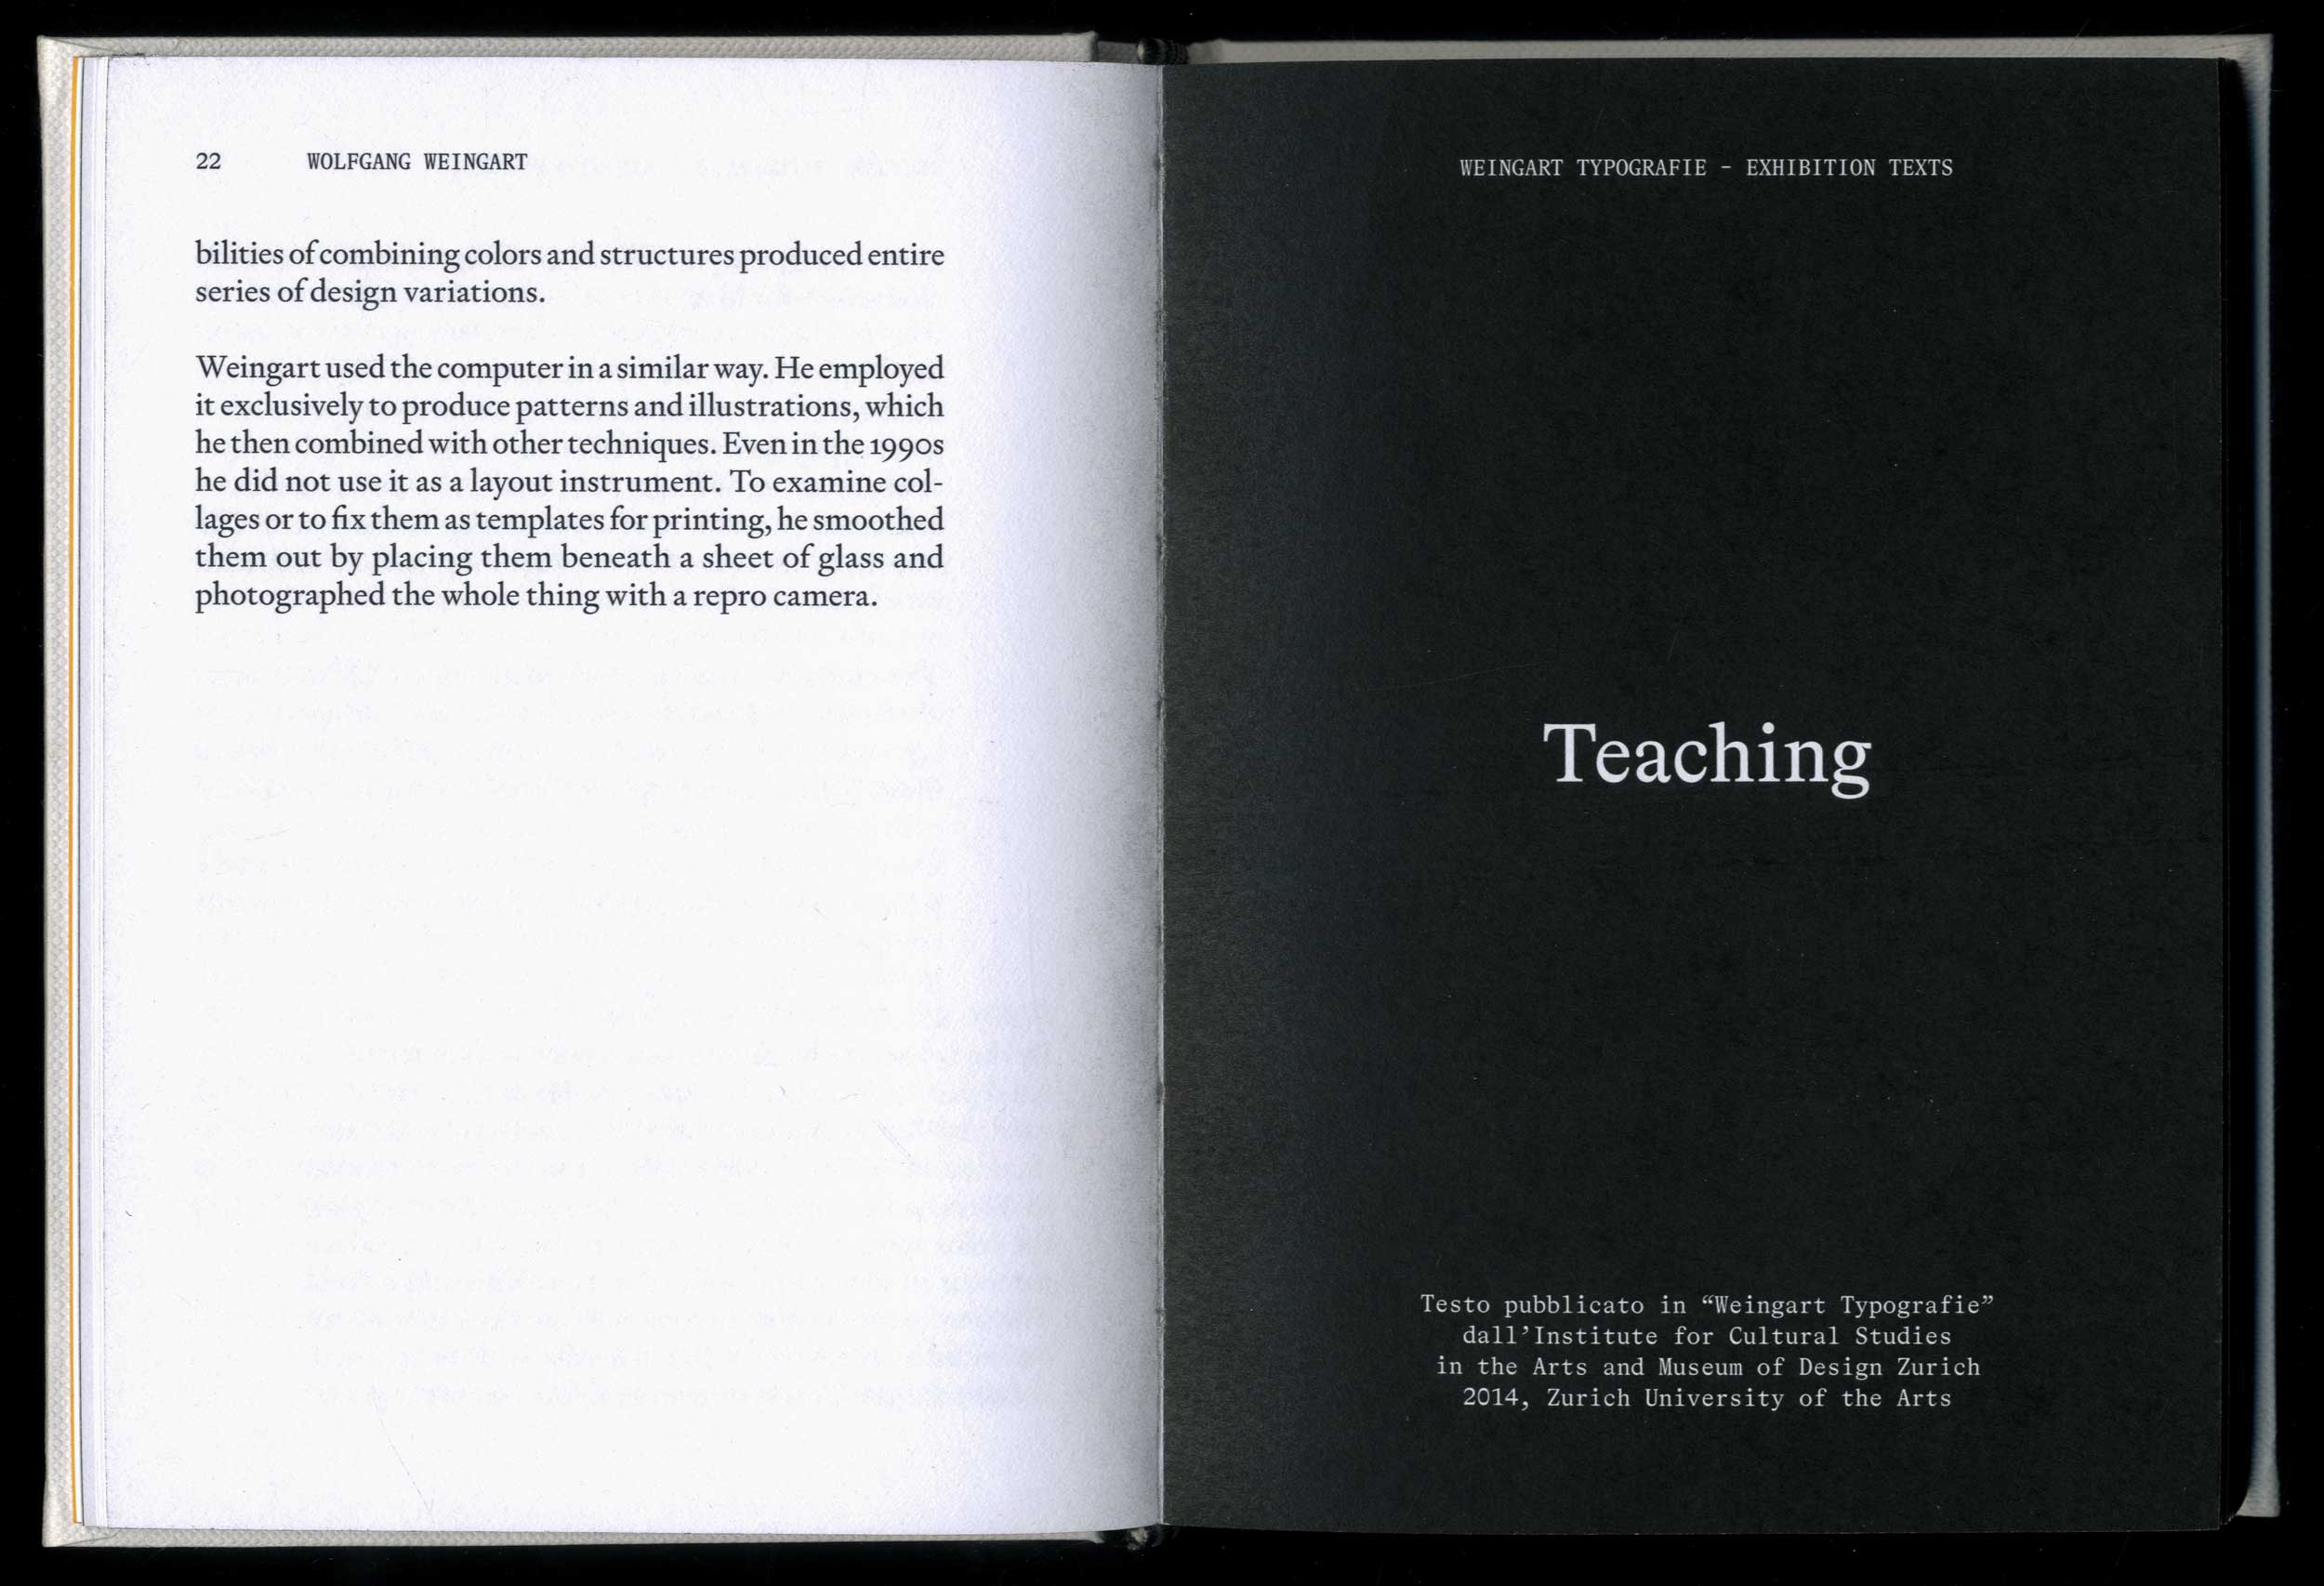 22 WOLFGANG WEINGART
bilities of combining colors and structures produced entire
series of design variations.
Weingart used the computer in a similar way. He employed
it exclusively to produce patterns and illustrations, which
he then combined with other techniques. Even in the 1990s
he did not use it as a layout instrument. To examine col-
lages or to fix them as templates for printing, he smoothed
them out by placing them beneath a sheet of glass and
photographed the whole thing with a repro camera.
WEINGART TYPOGRAFIE – EXHIBITION TEXTS
Teaching
Testo pubblicato in “Weingart Typografie”
dall’Institute for Cultural Studies
in the Arts and Museum of Design Zurich
2014, Zurich University of the Arts